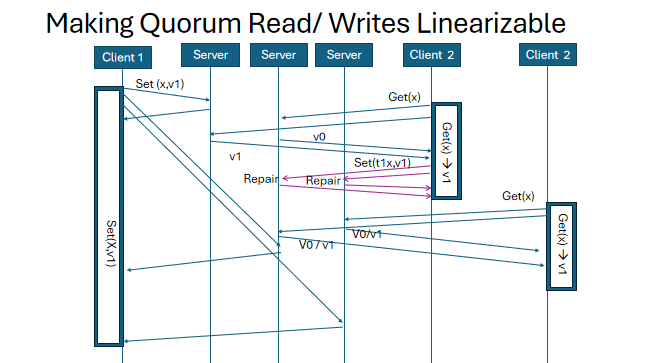 Making Quorum Read/ Writes Linearizable
Client 1
Server
Server
Server
Client 2
Client 2
Set (x,v1)
Get(x)
v0
v1
Set(t1x,v1)
Repair
Repair
Get(x) → v1
Get(x)
Set(X,v1)
V0/v1
V0 / v1
Get(x) → v1